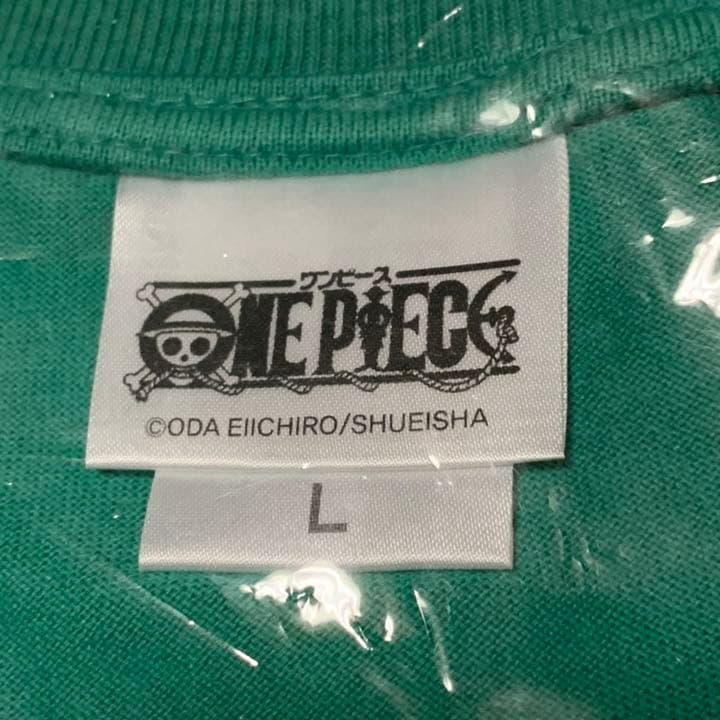 ワンピース
ONE PIECE
©ODA EIICHIRO/SHUEISHA
L